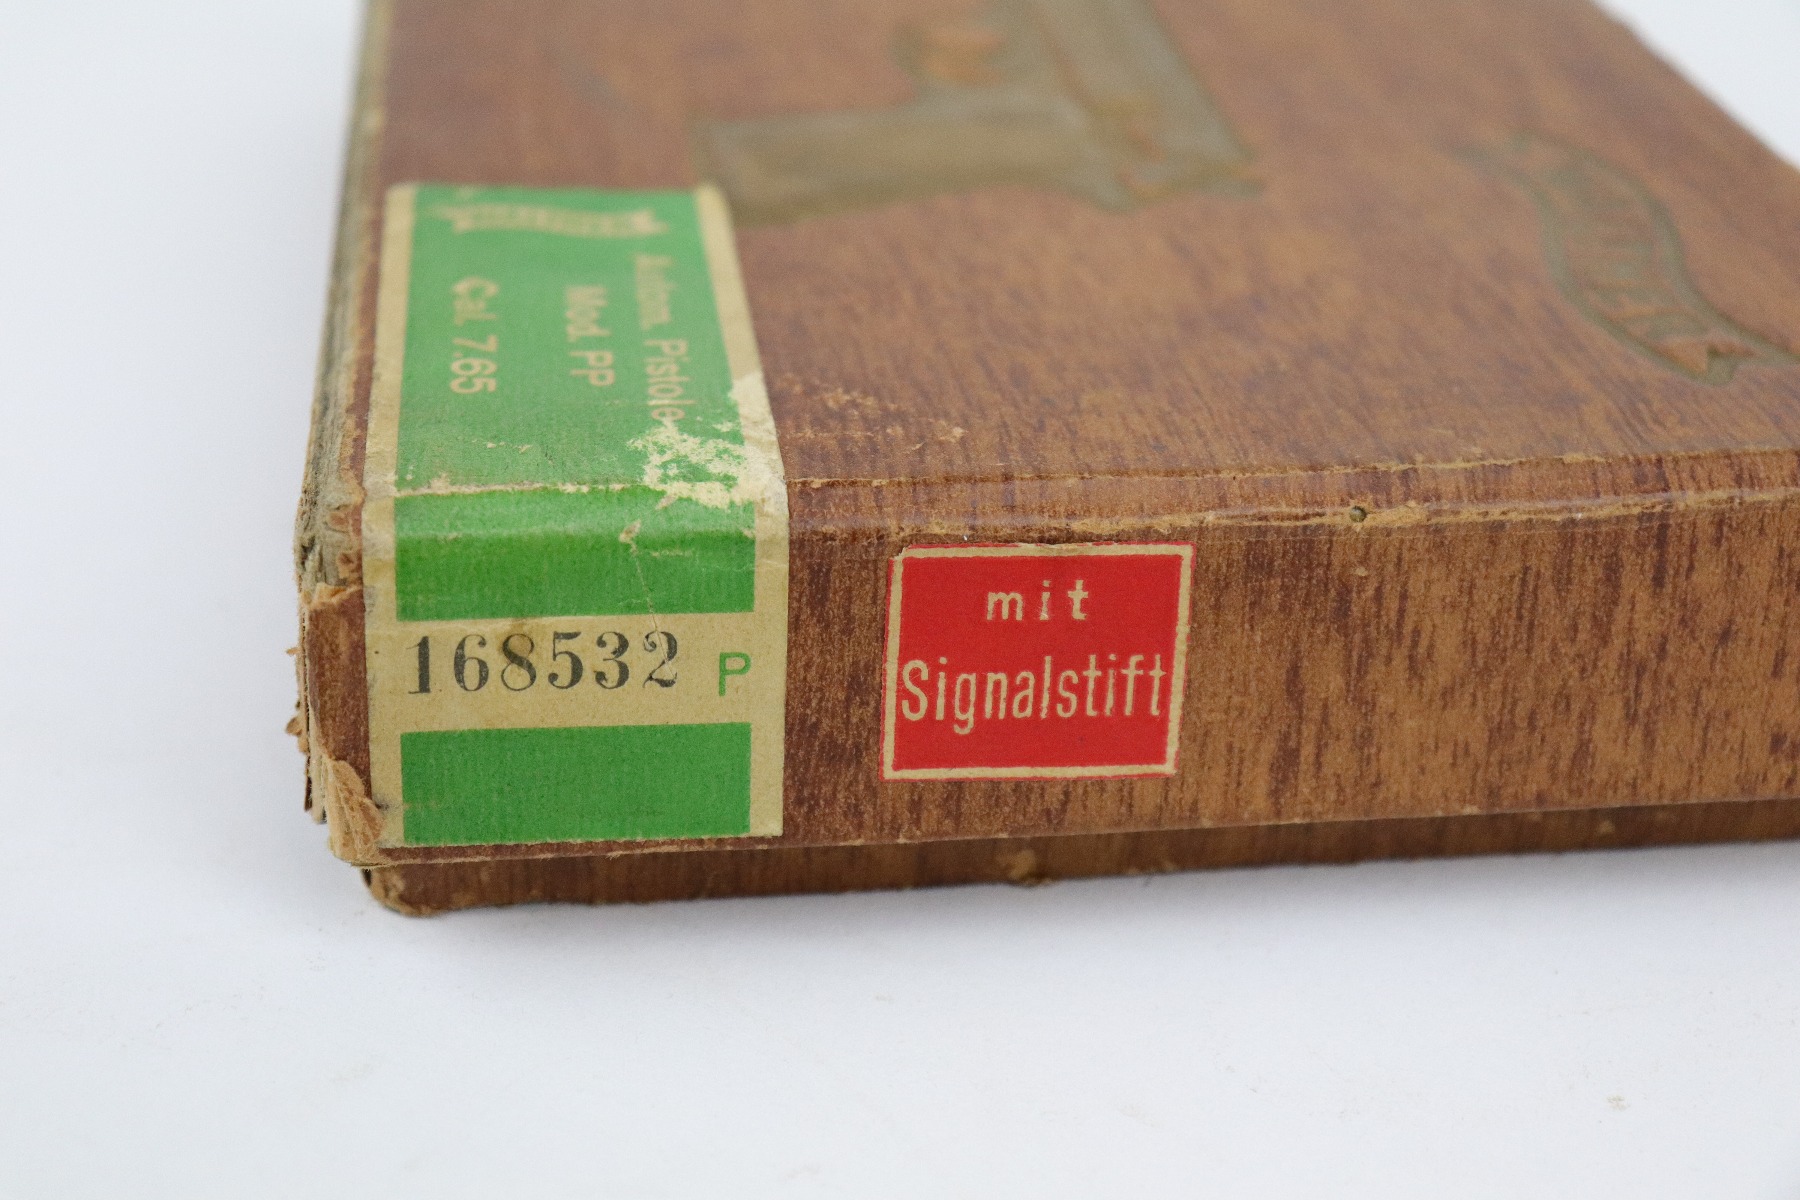 Autom. Pistole
Mod. PP
Cal. 7.65
168532 P
mit
Signalstift